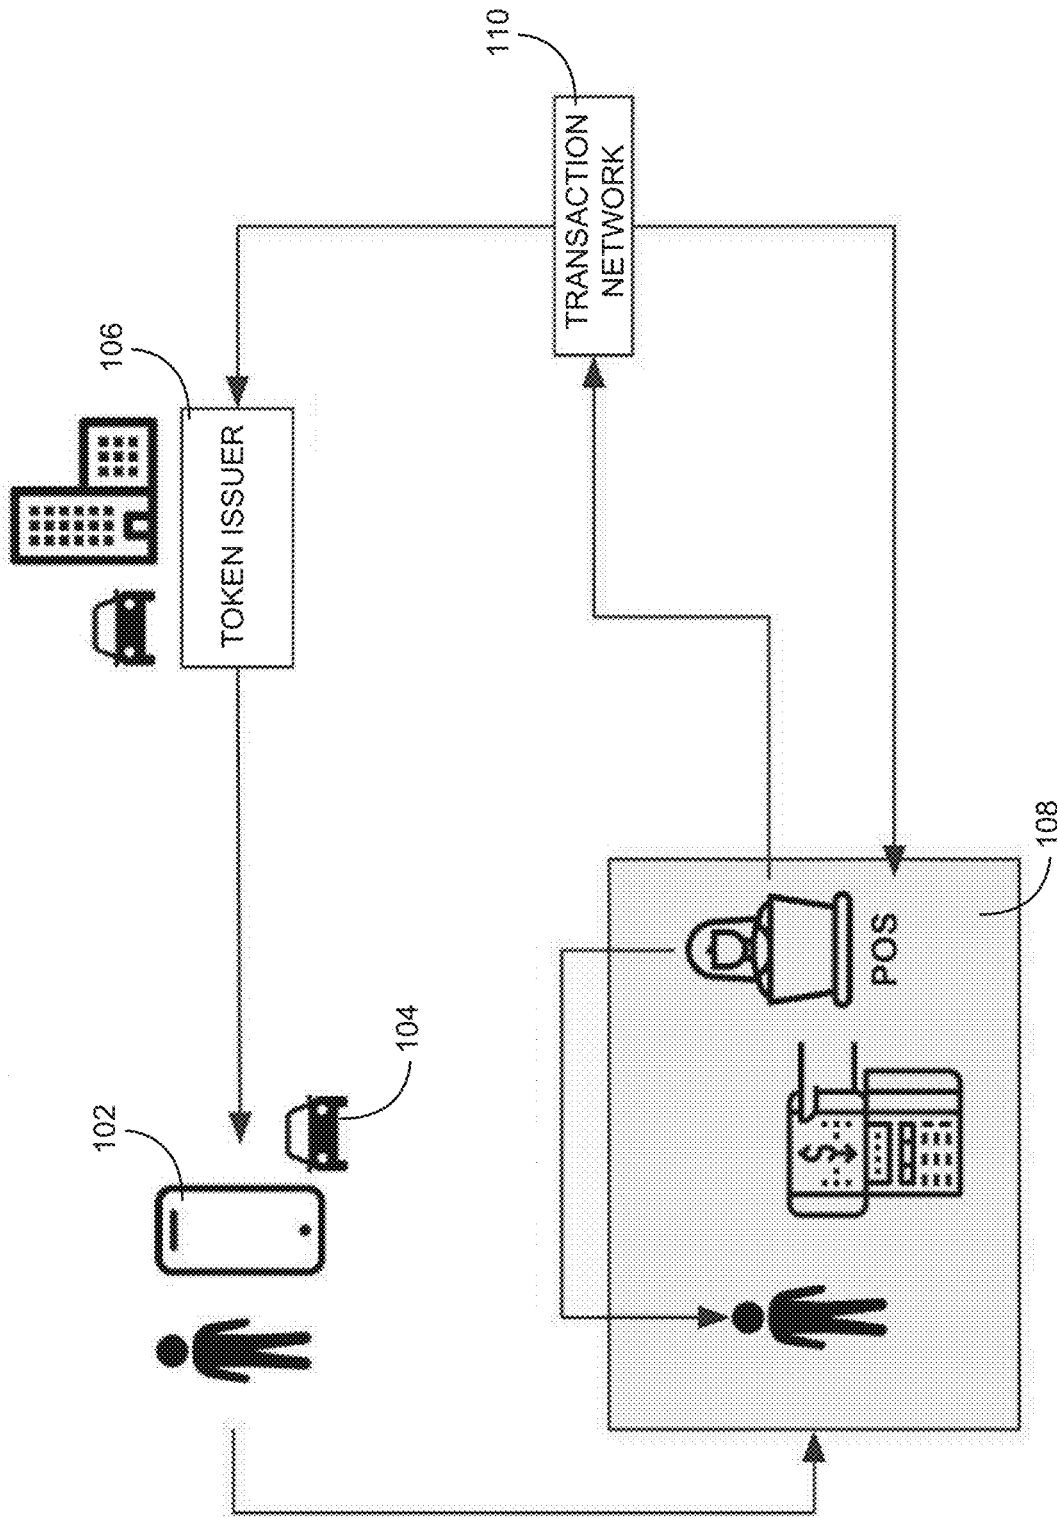 102
104
TOKEN ISSUER
106
TRANSACTION
NETWORK
110
$
POS
108